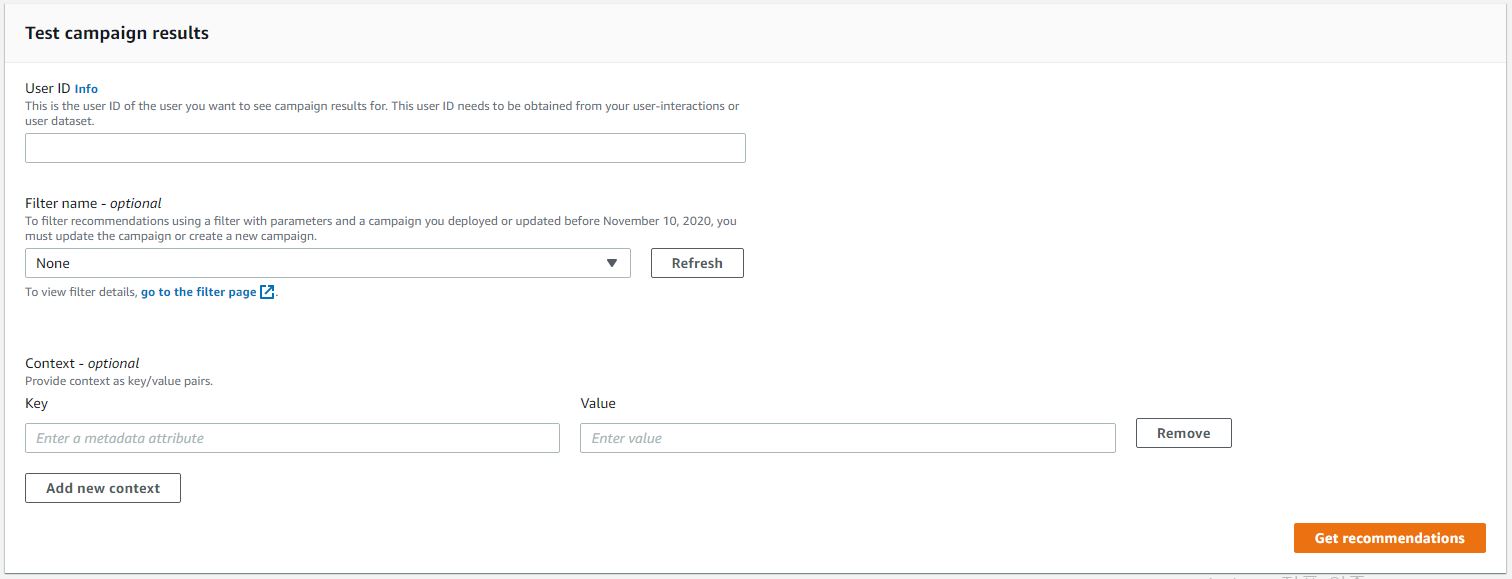 Test campaign results
User ID Info
This is the user ID of the user you want to see campaign results for. This user ID needs to be obtained from your user-interactions or
user dataset.
Filter name - optional
To filter recommendations using a filter with parameters and a campaign you deployed or updated before November 10, 2020, you
must update the campaign or create a new campaign.
None
Refresh
To view filter details, go to the filter page.
Context - optional
Provide context as key/value pairs.
Key
Value
Enter a metadata attribute
Enter value
Remove
Add new context
Get recommendations